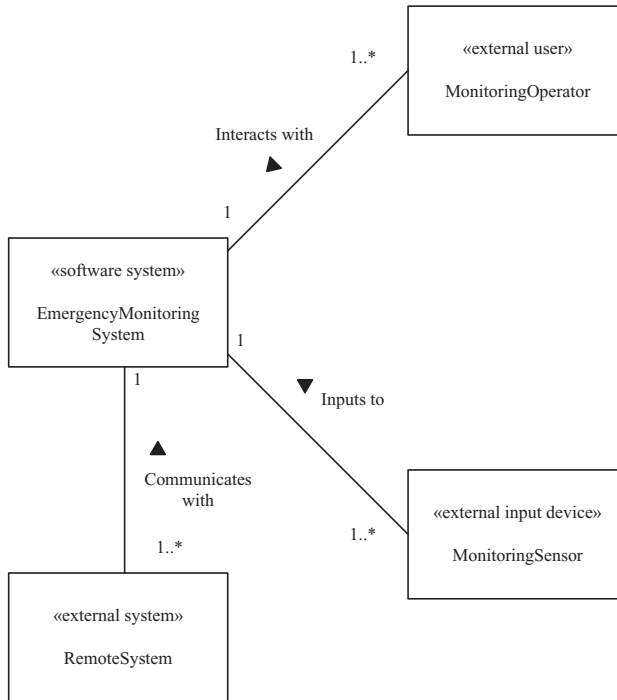 «external user»
1..*
MonitoringOperator
Interacts with
1
«software system»
EmergencyMonitoring
System
1
1
Inputs to
Communicates
with
1..*
1..*
«external input device»
MonitoringSensor
«external system»
RemoteSystem